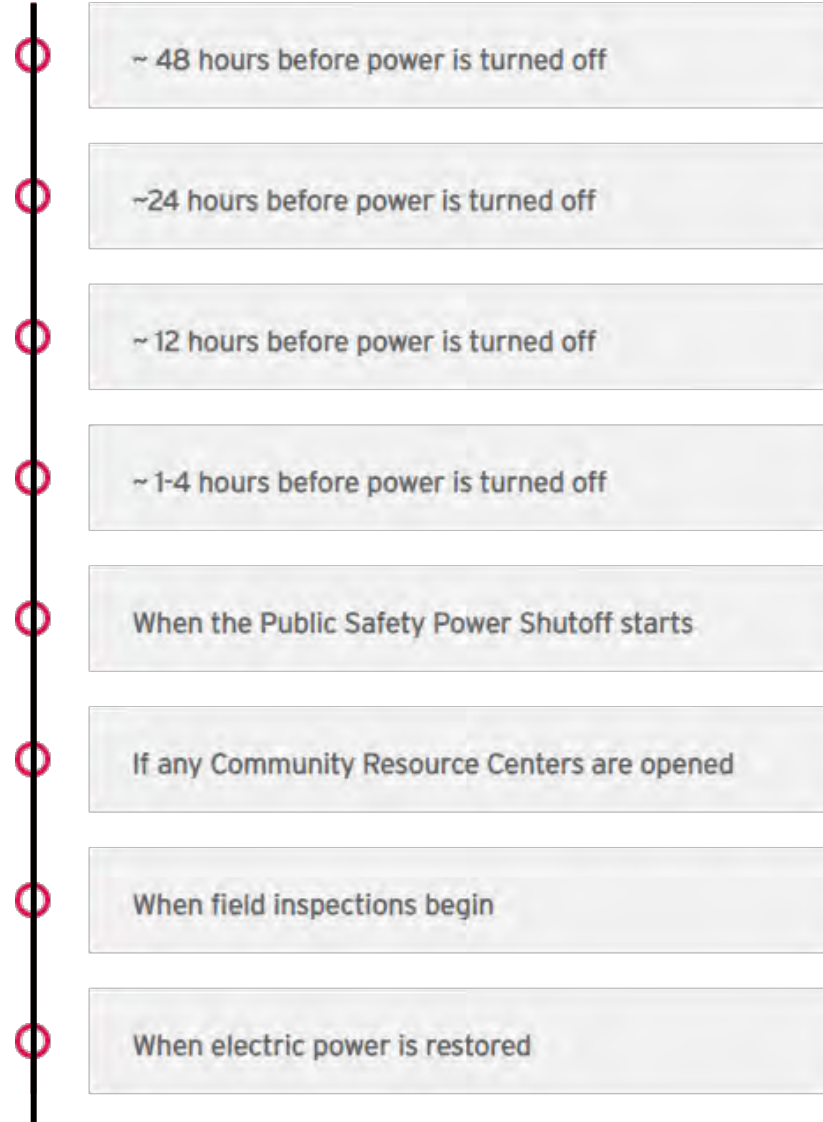 ~ 48 hours before power is turned off
~24 hours before power is turned off
~ 12 hours before power is turned off
~ 1-4 hours before power is turned off
When the Public Safety Power Shutoff starts
If any Community Resource Centers are opened
When field inspections begin
When electric power is restored